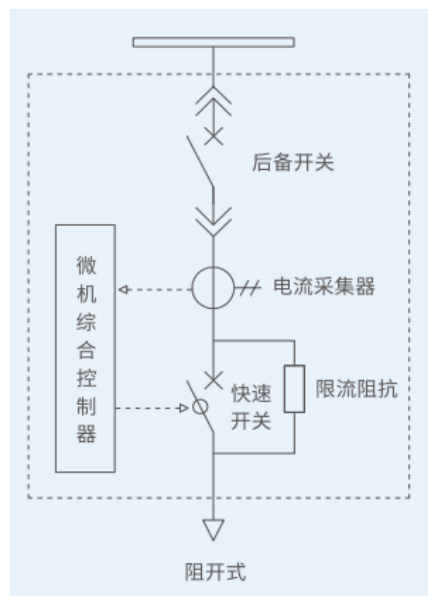 后备开关
微机综合控制器
电流采集器
快速
开关
限流阻抗
阻开式